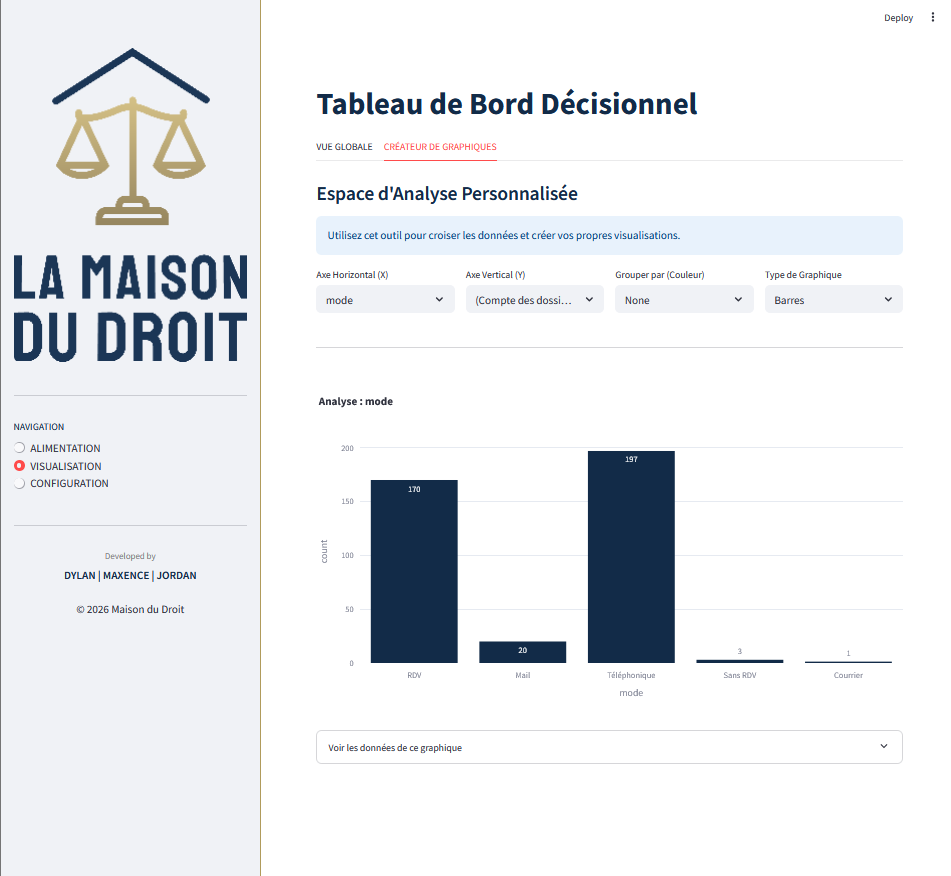 Deploy
LA MAISON
DU DROIT
NAVIGATION
ALIMENTATION
VISUALISATION
CONFIGURATION
Developed by
DYLAN | MAXENCE | JORDAN
© 2026 Maison du Droit
Tableau de Bord Décisionnel
VUE GLOBALE CRÉATEUR DE GRAPHIQUES
Espace d'Analyse Personnalisée
Utilisez cet outil pour croiser les données et créer vos propres visualisations.
Axe Horizontal (X) Axe Vertical (Y) Grouper par (Couleur) Type de Graphique
mode (Compte des dossi... None Barres
Analyse : mode
200
150
100
50
0
count
170 20 197 3 1
RDV Mail Téléphonique Sans RDV Courrier
mode
Voir les données de ce graphique